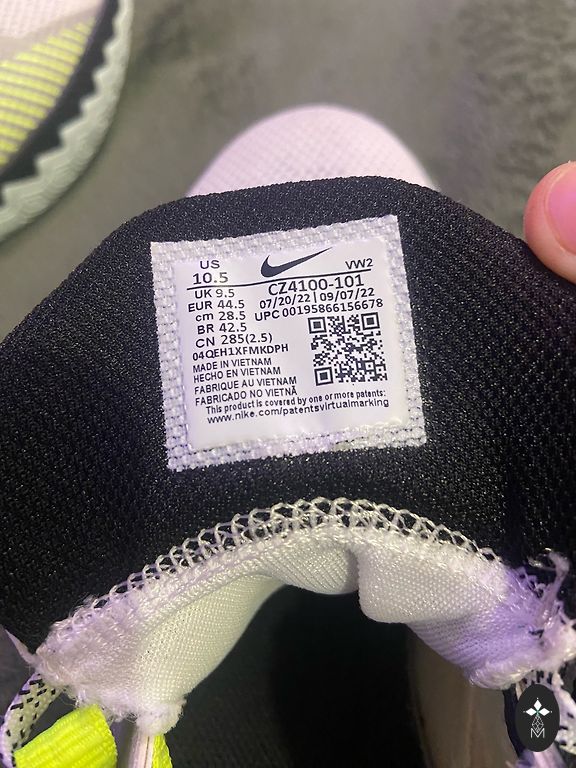 US
10.5
VW2
UK 9.5
CZ4100-101
EUR 44.5
07/20/22 | 09/07/22
cm 28.5
UPC 00195866156678
BR 42.5
CN 285(2.5)
04QEH1XFMKDPH
MADE IN VIETNAM
HECHO EN VIETNAM
FABRIQUE AU VIETNAM
FABRICADO NO VIETNÃ
This product is covered by one or more patents:
www.nike.com/patentsvirtualmarking